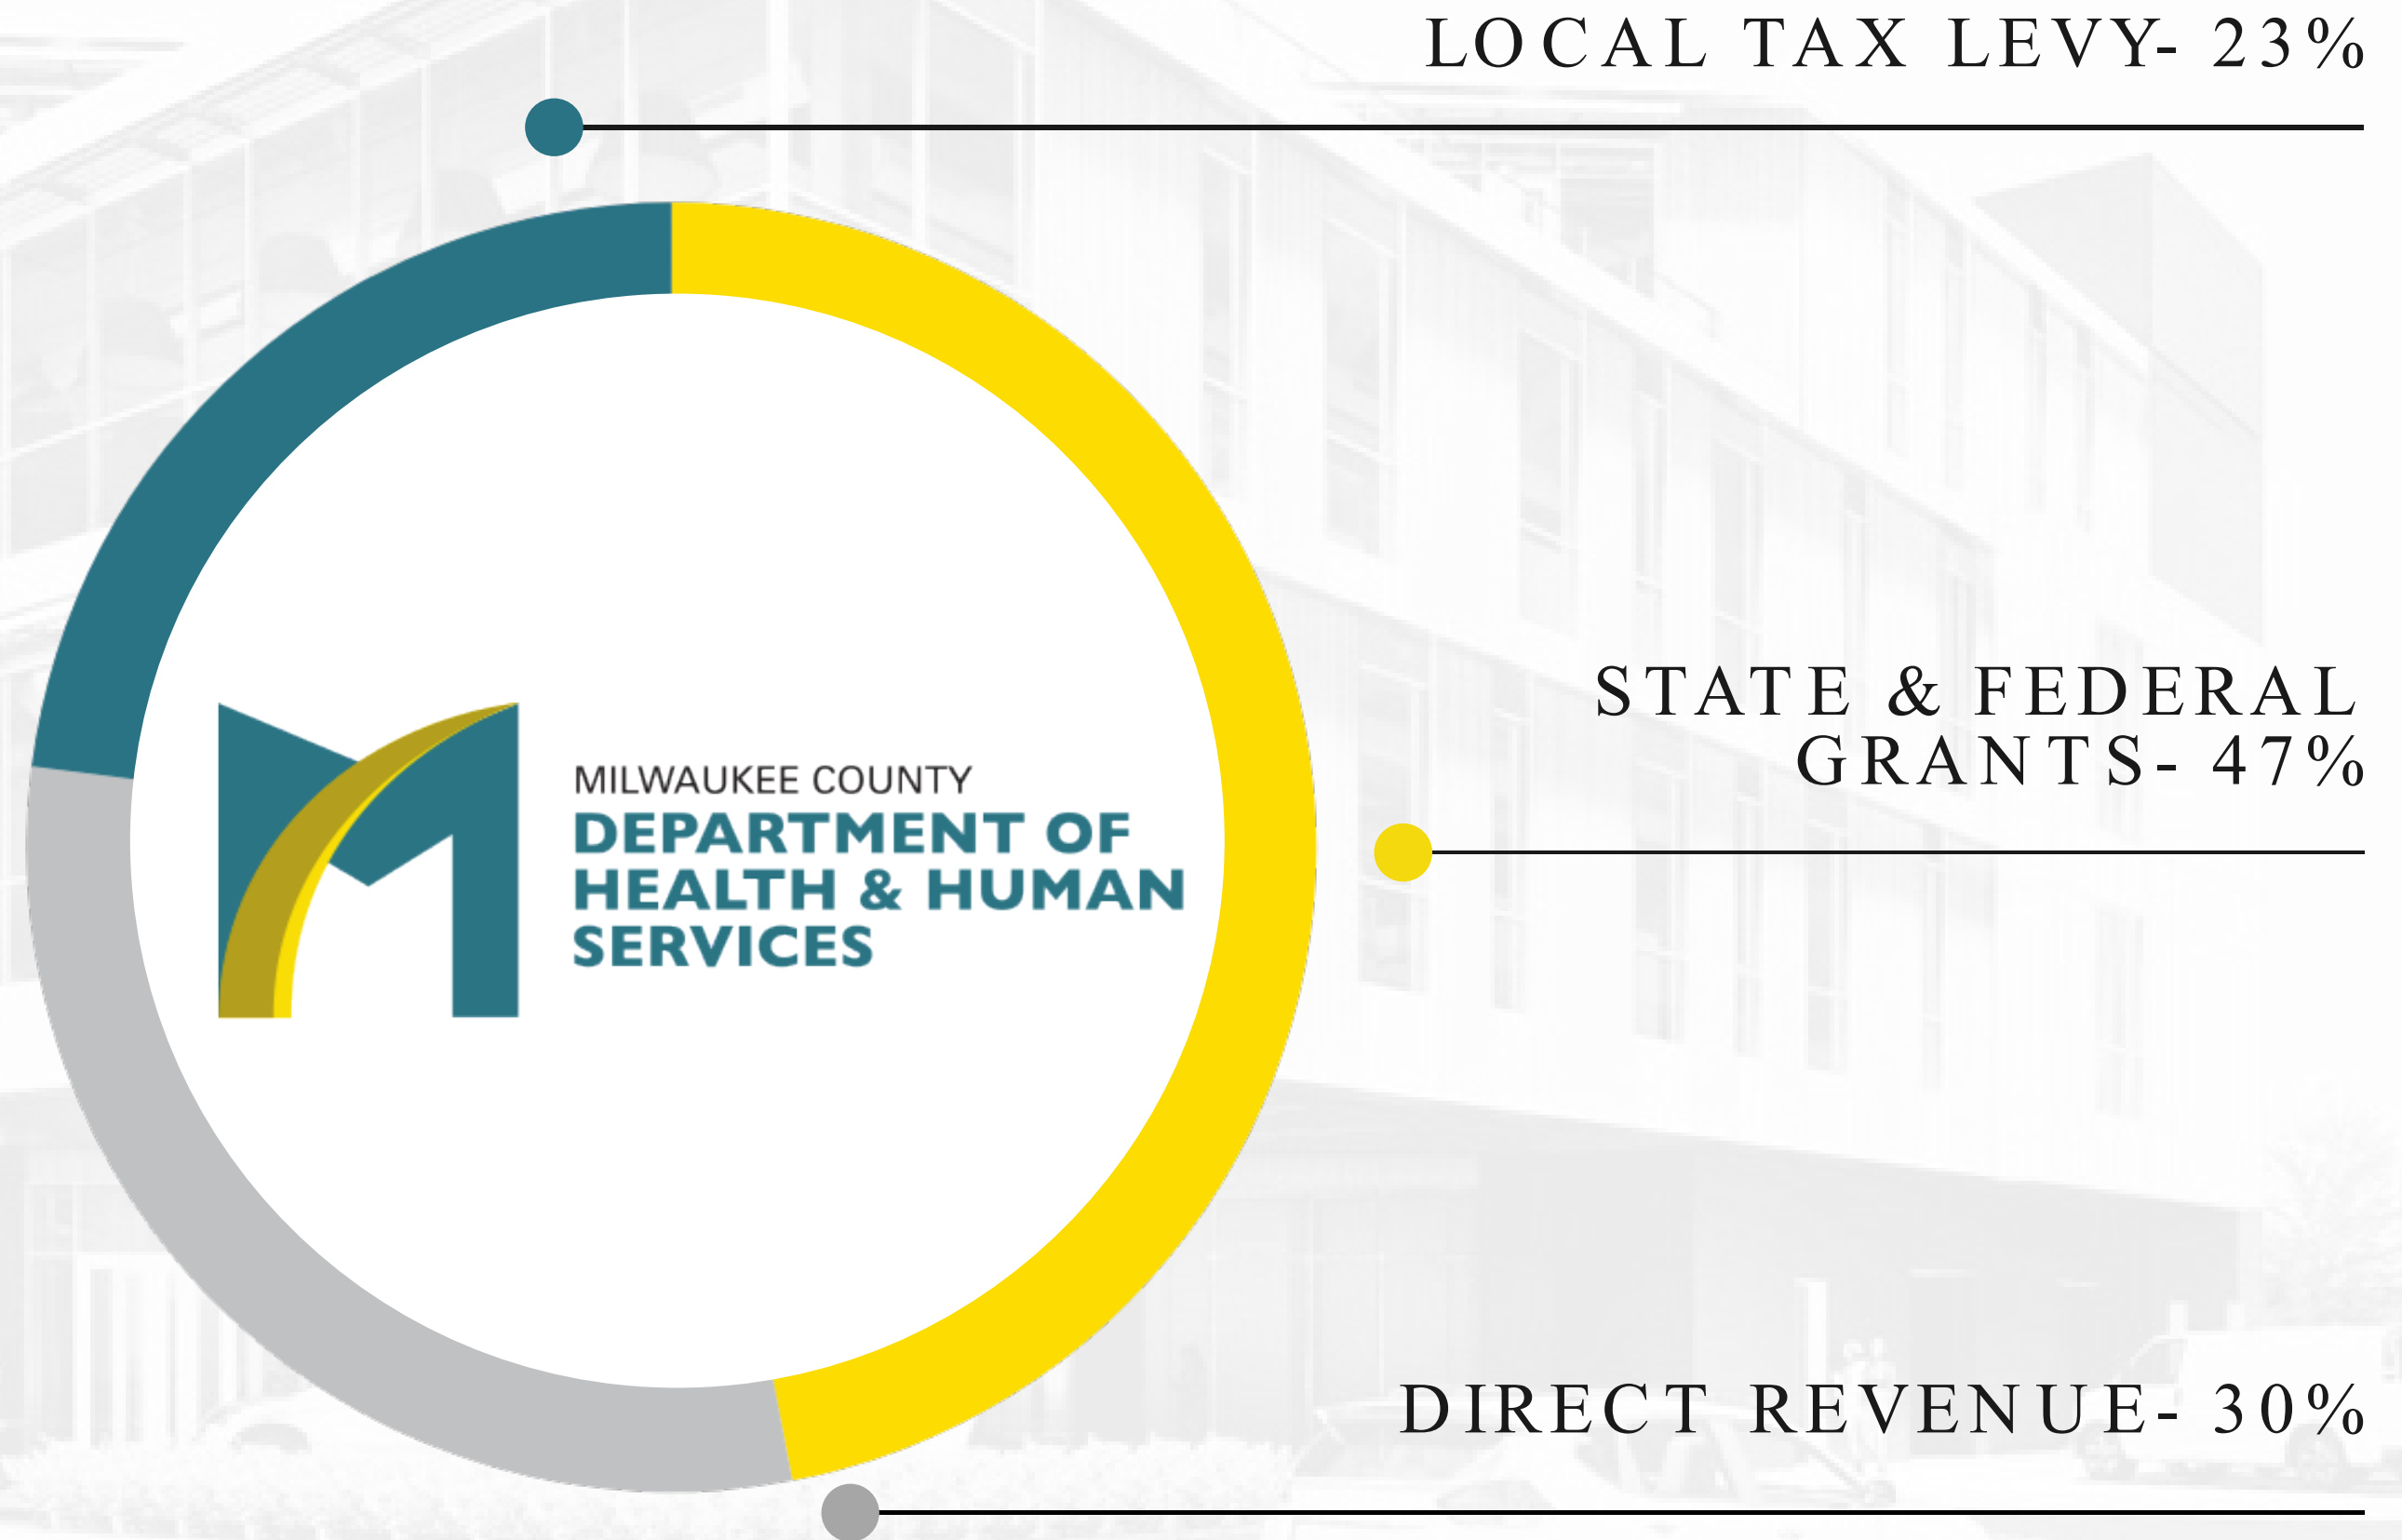 LOCAL TAX LEVY- 23%
MILWAUKEE COUNTY
DEPARTMENT OF
HEALTH & HUMAN
SERVICES
STATE & FEDERAL
GRANTS- 47%
DIRECT REVENUE- 30%